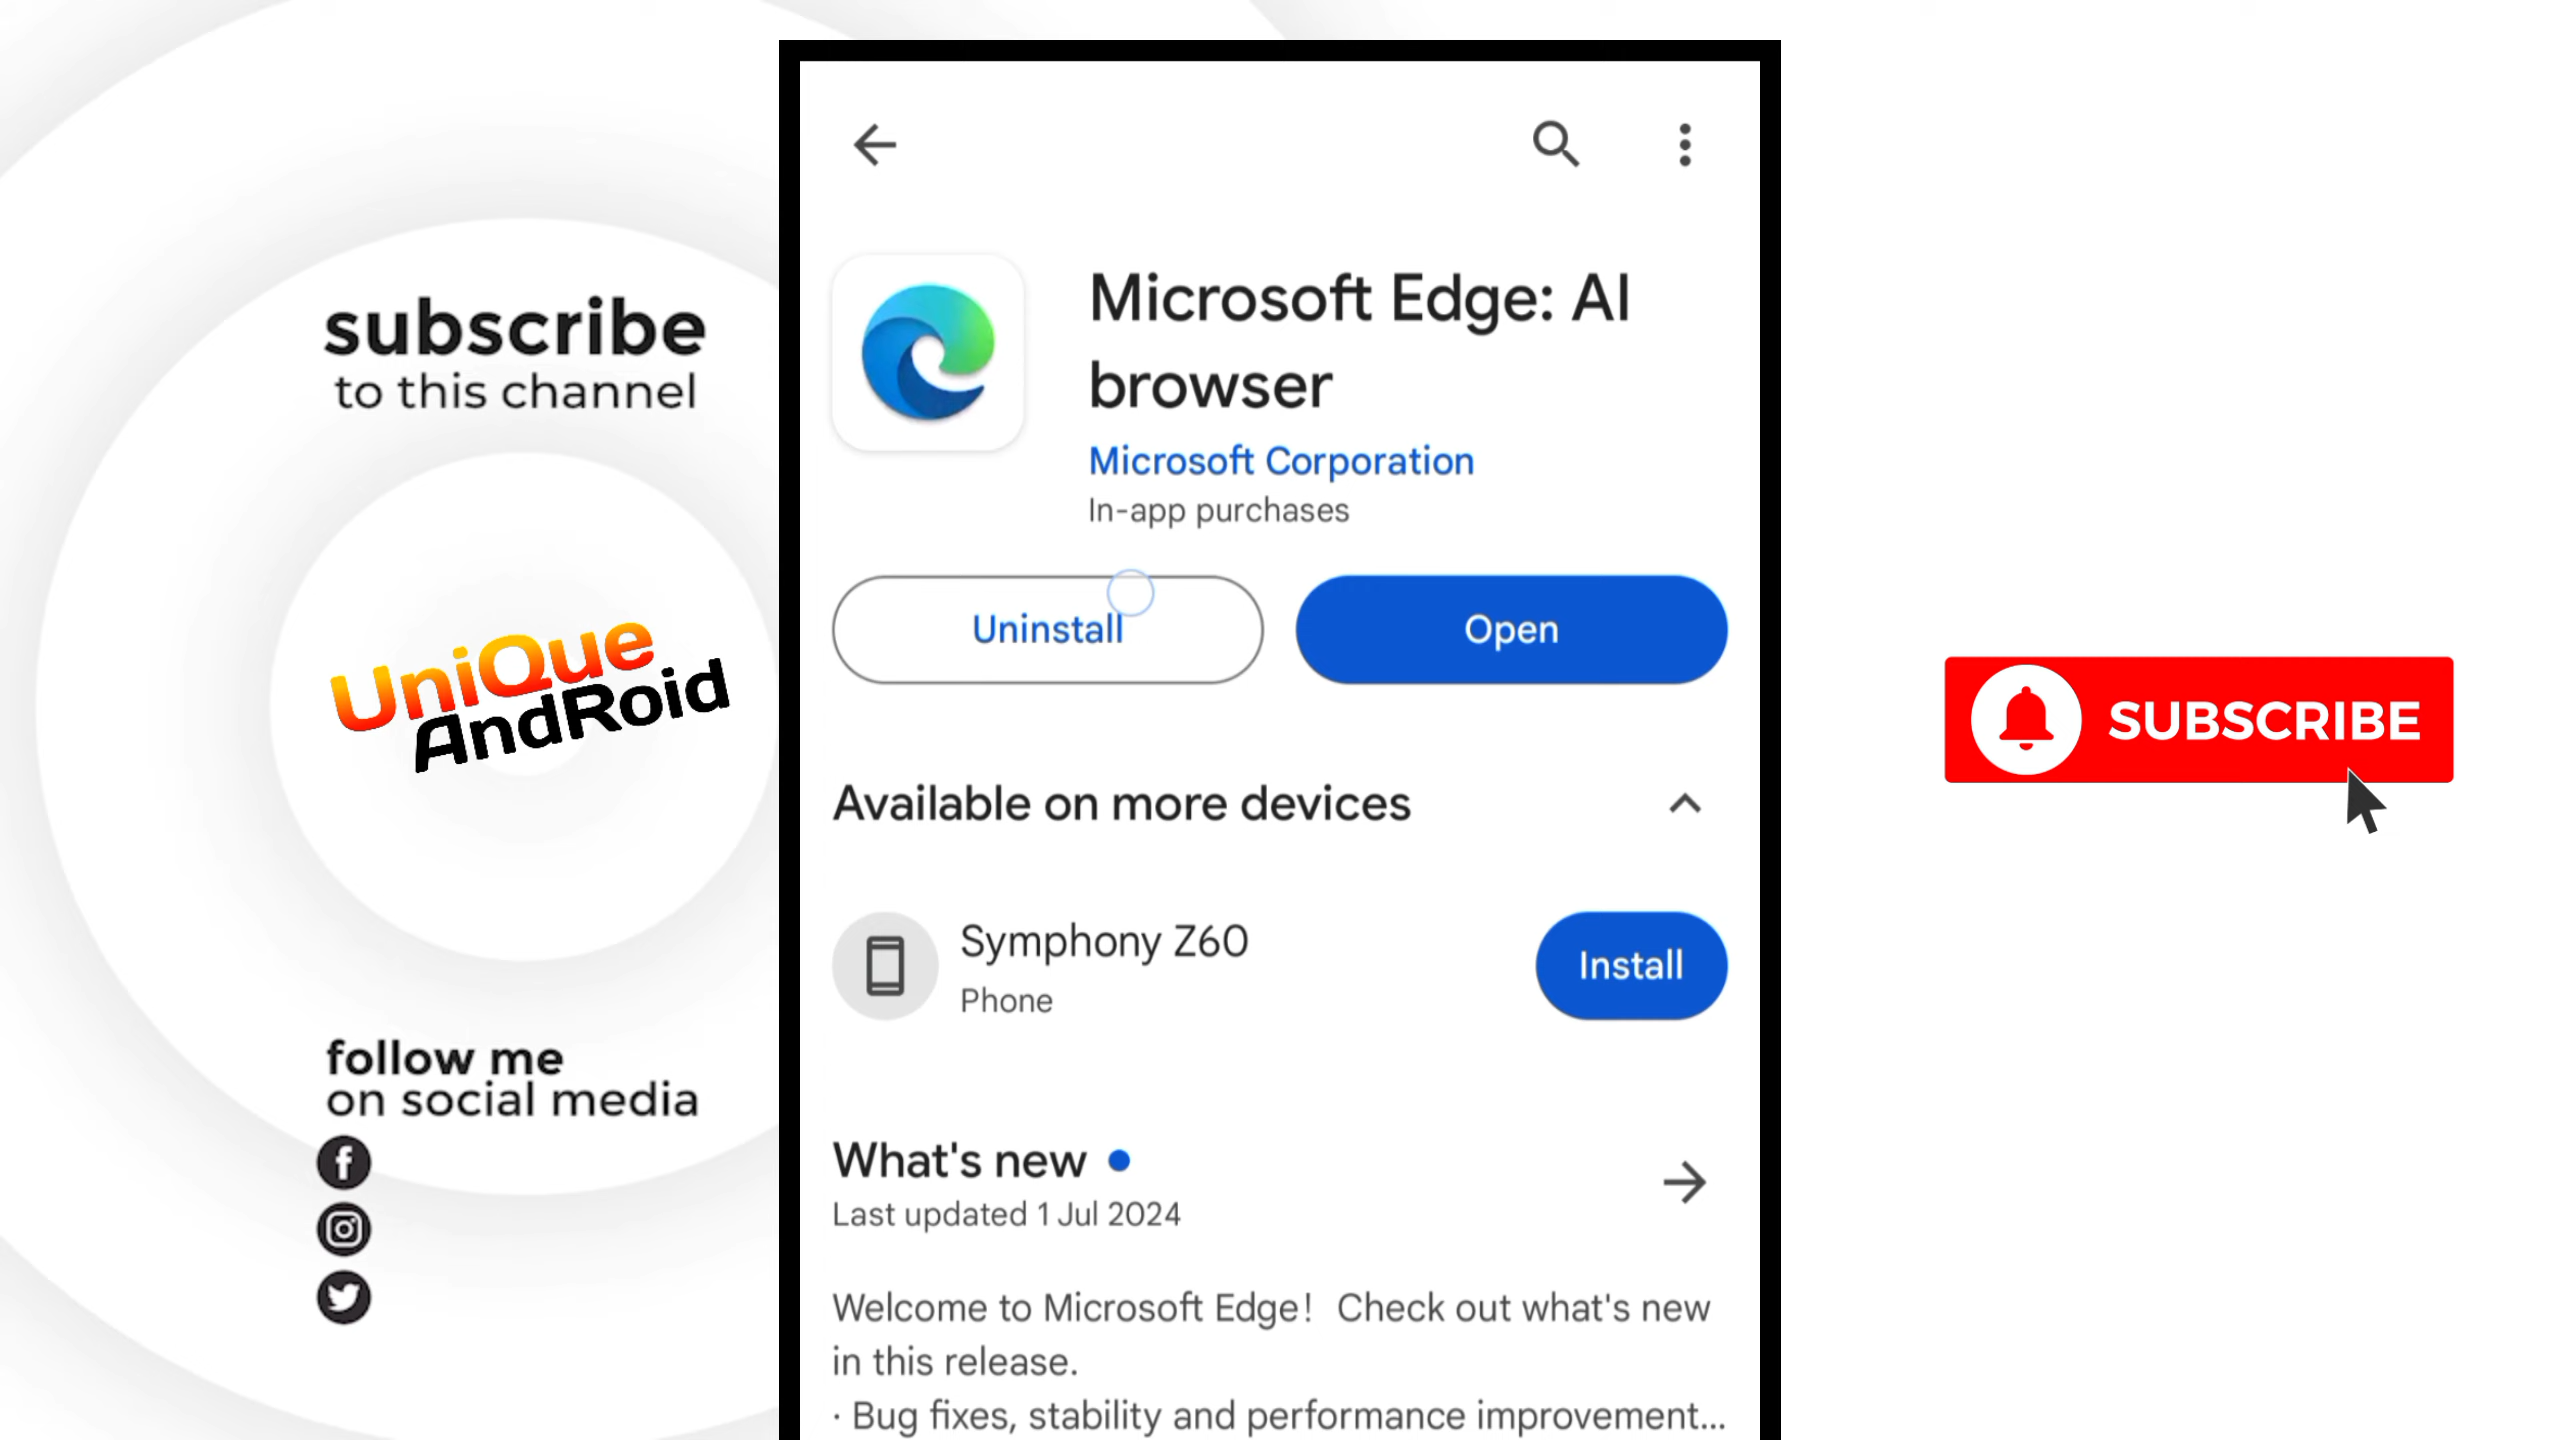 subscribe
to this channel
UniQue
AndRoid
follow me
on social media
Microsoft Edge: AI
browser
Microsoft Corporation
In-app purchases
Uninstall
Open
Available on more devices
Symphony Z60
Phone
Install
What's new
Last updated 1 Jul 2024
Welcome to Microsoft Edge! Check out what's new
in this release.
· Bug fixes, stability and performance improvement...
SUBSCRIBE